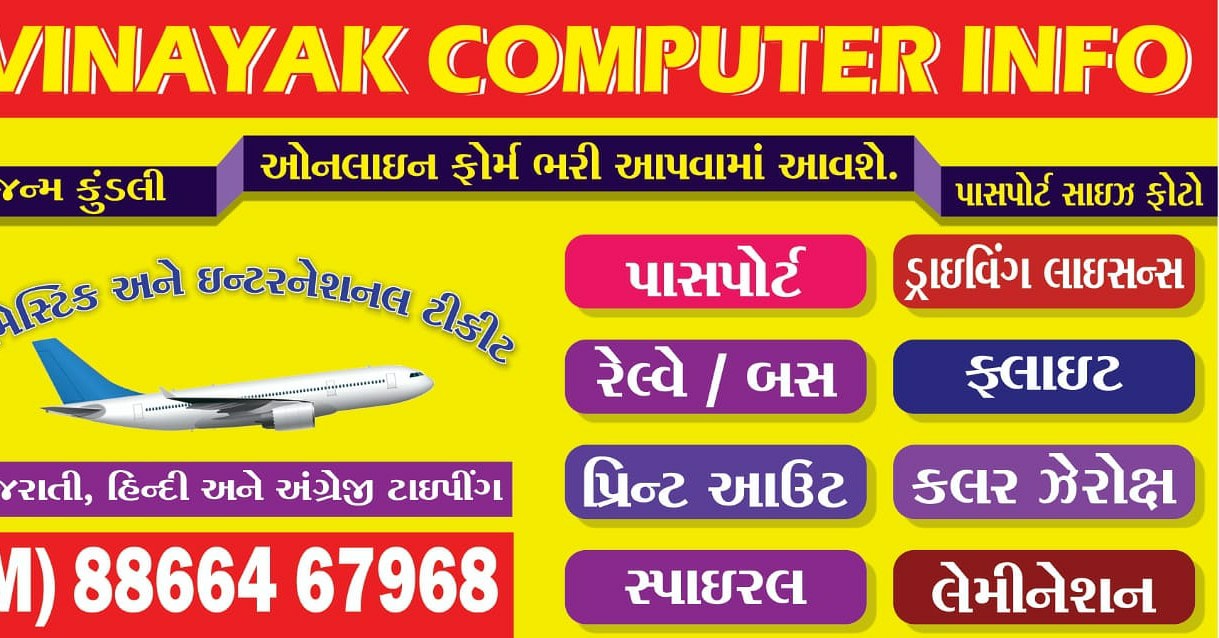 VINAYAK COMPUTER INFO
જન્મ કુંડલી
ઓનલાઇન ફોર્મ ભરી આપવામાં આવશે.
પાસપોર્ટ સાઇઝ ફોટો
અને ઇન્ટરનેશનલ ટીકીટ
પાસપોર્ટ
ડ્રાઇવિંગ લાઇસન્સ
રેલ્વે / બસ
ફ્લાઇટ
હિન્દી અને અંગ્રેજી ટાઇપીંગ
પ્રિન્ટ આઉટ
કલર ઝેરોક્ષ
M) 88664 67968
સ્પાઇરલ
લેમીનેશન